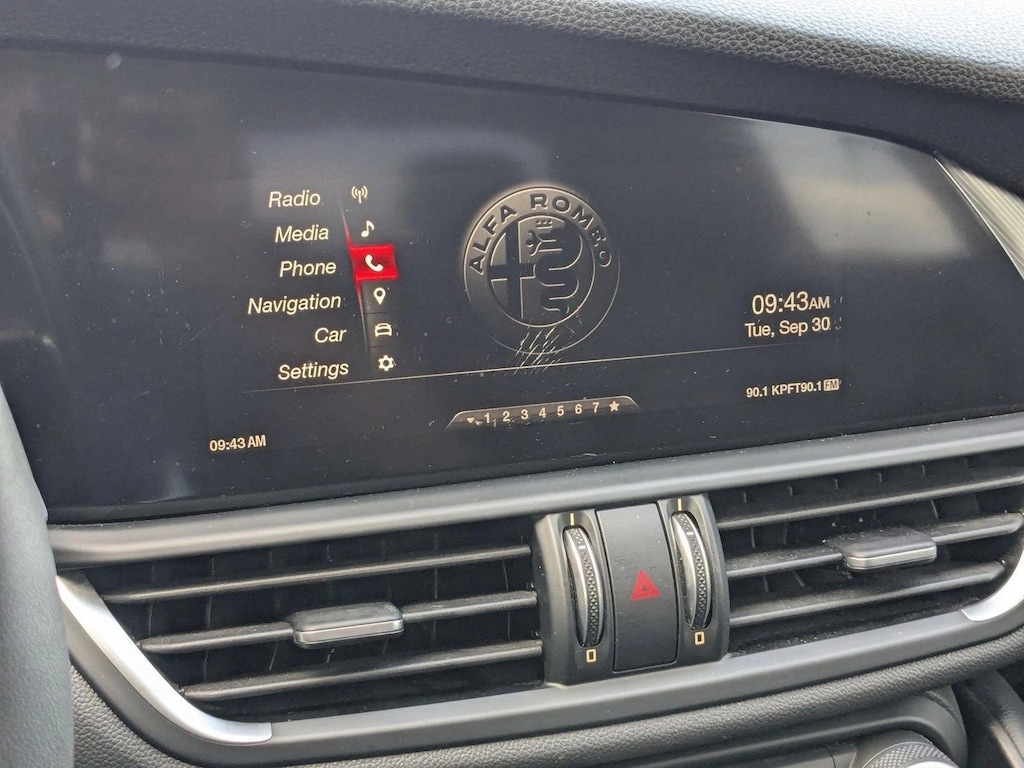 Radio
Media
Phone
Navigation
Car
Settings
ALFA ROMEO
09:43AM
Tue, Sep 30
90.1 KPFT90.1 FM
1 2 3 4 5 6 7
09:43 AM